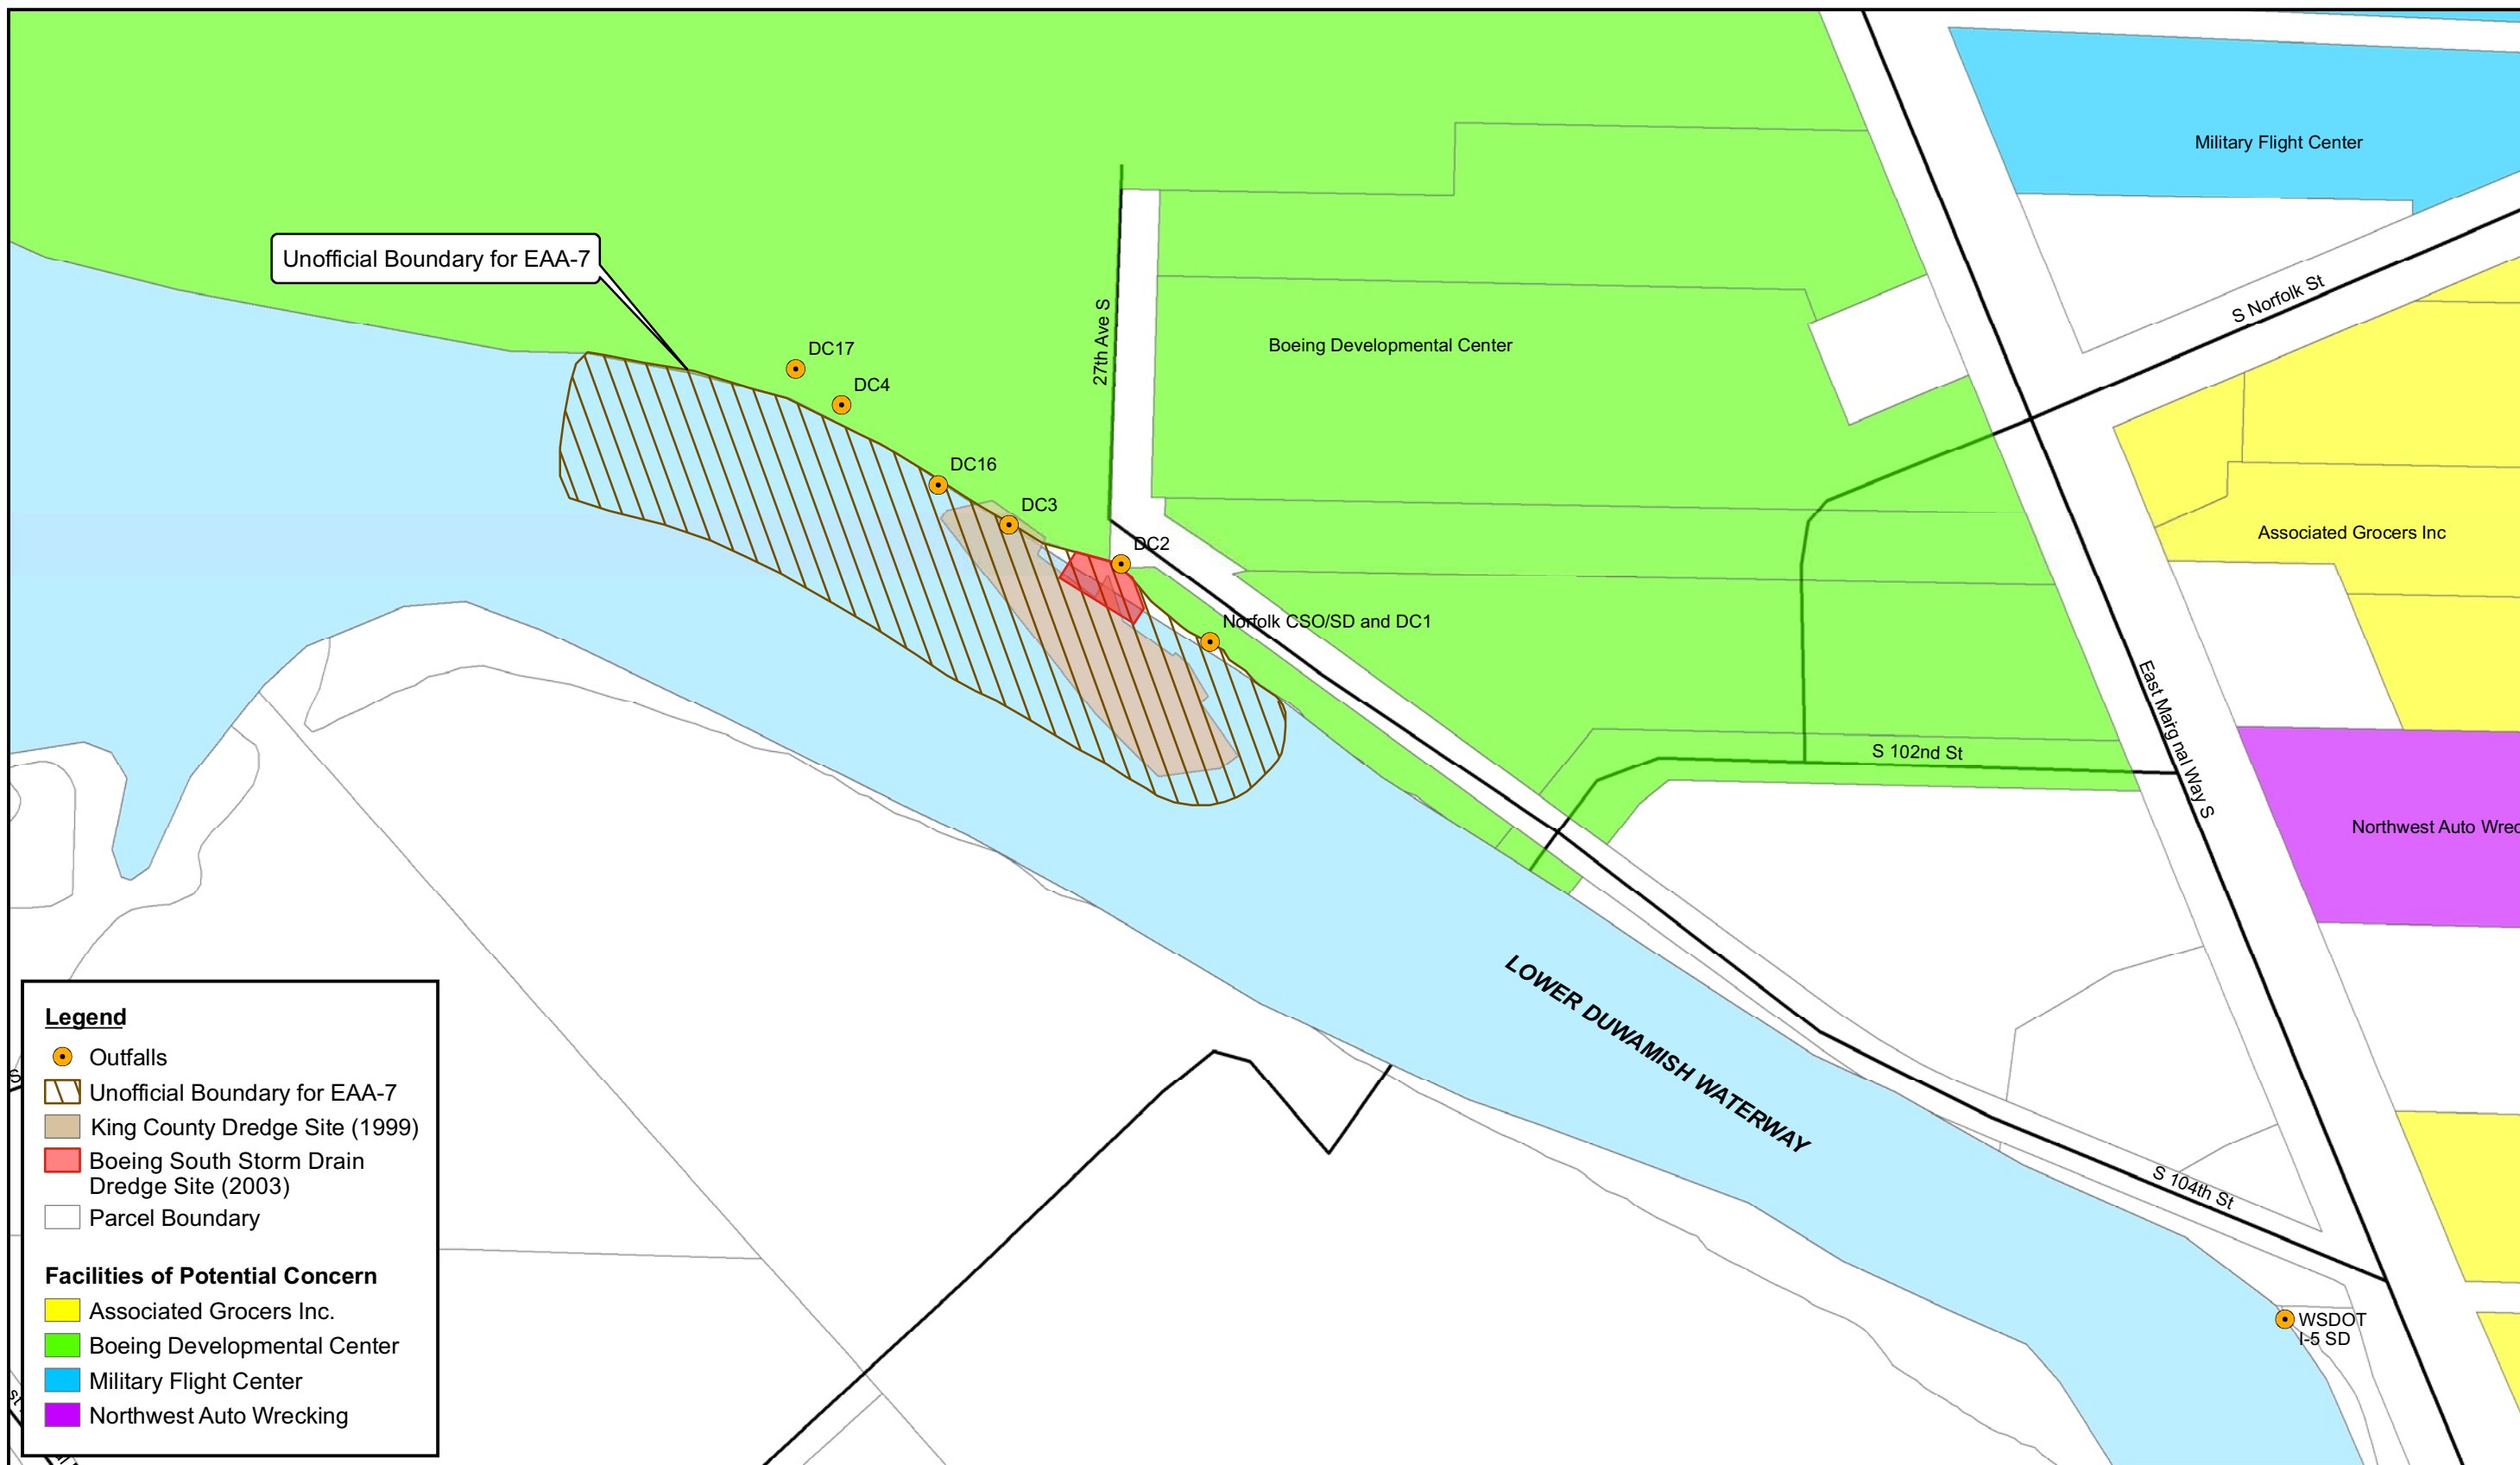 Military Flight Center
Unofficial Boundary for EAA-7
S Norfolk St
27th Ave S
Boeing Developmental Center
DC17
DC4
DC16
DC3
DC2
Associated Grocers Inc
Norfolk CSO/SD and DC1
East Marg nal Way S
S 102nd St
Northwest Auto Wrec
LOWER DUWAMISH WATERWAY
S 104th St
WSDOT
I-5 SD
Legend
Outfalls
Unofficial Boundary for EAA-7
King County Dredge Site (1999)
Boeing South Storm Drain
Dredge Site (2003)
Parcel Boundary
Facilities of Potential Concern
Associated Grocers Inc.
Boeing Developmental Center
Military Flight Center
Northwest Auto Wrecking